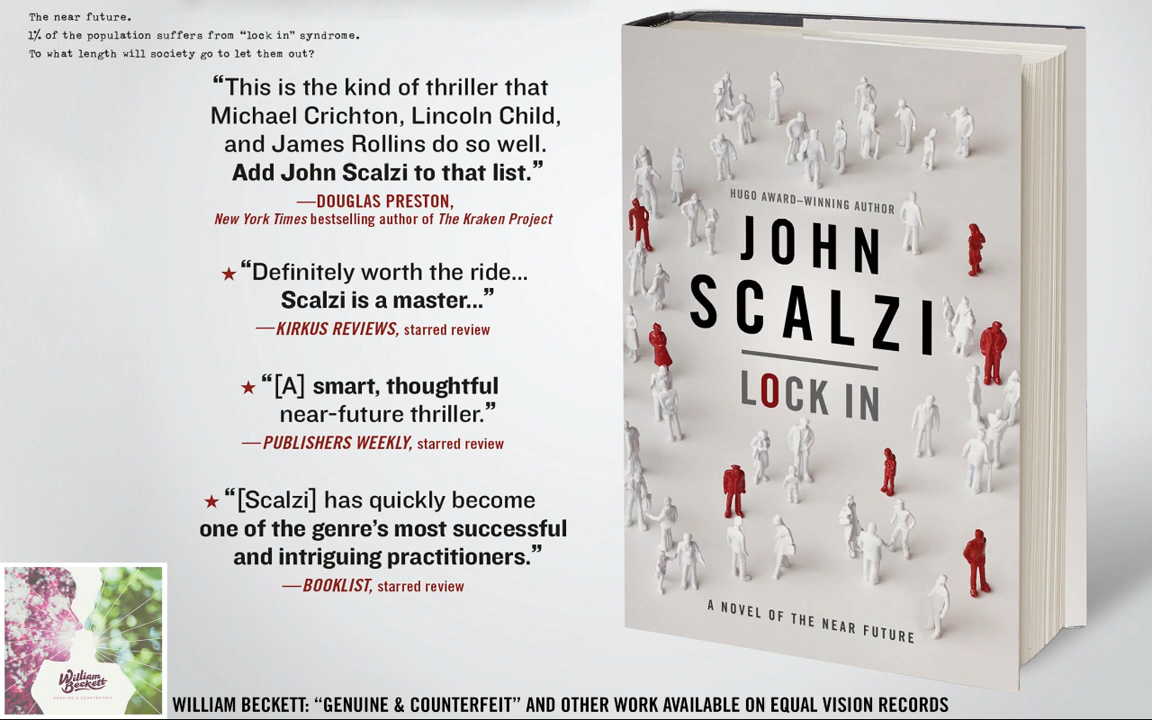 The near future.
1% of the population suffers from “lock in” syndrome.
To what length will society go to let them out?
“This is the kind of thriller that
Michael Crichton, Lincoln Child,
and James Rollins do so well.
Add John Scalzi to that list.”
—DOUGLAS PRESTON,
New York Times bestselling author of The Kraken Project
★ “Definitely worth the ride...
Scalzi is a master...”
—KIRKUS REVIEWS, starred review
★ “[A] smart, thoughtful
near-future thriller.”
—PUBLISHERS WEEKLY, starred review
★ “[Scalzi] has quickly become
one of the genre’s most successful
and intriguing practitioners.”
—BOOKLIST, starred review
HUGO AWARD–WINNING AUTHOR
JOHN
SCALZI
LOCK IN
A NOVEL OF THE NEAR FUTURE
William
Beckett
GENUINE & COUNTERFEIT
WILLIAM BECKETT: “GENUINE & COUNTERFEIT” AND OTHER WORK AVAILABLE ON EQUAL VISION RECORDS